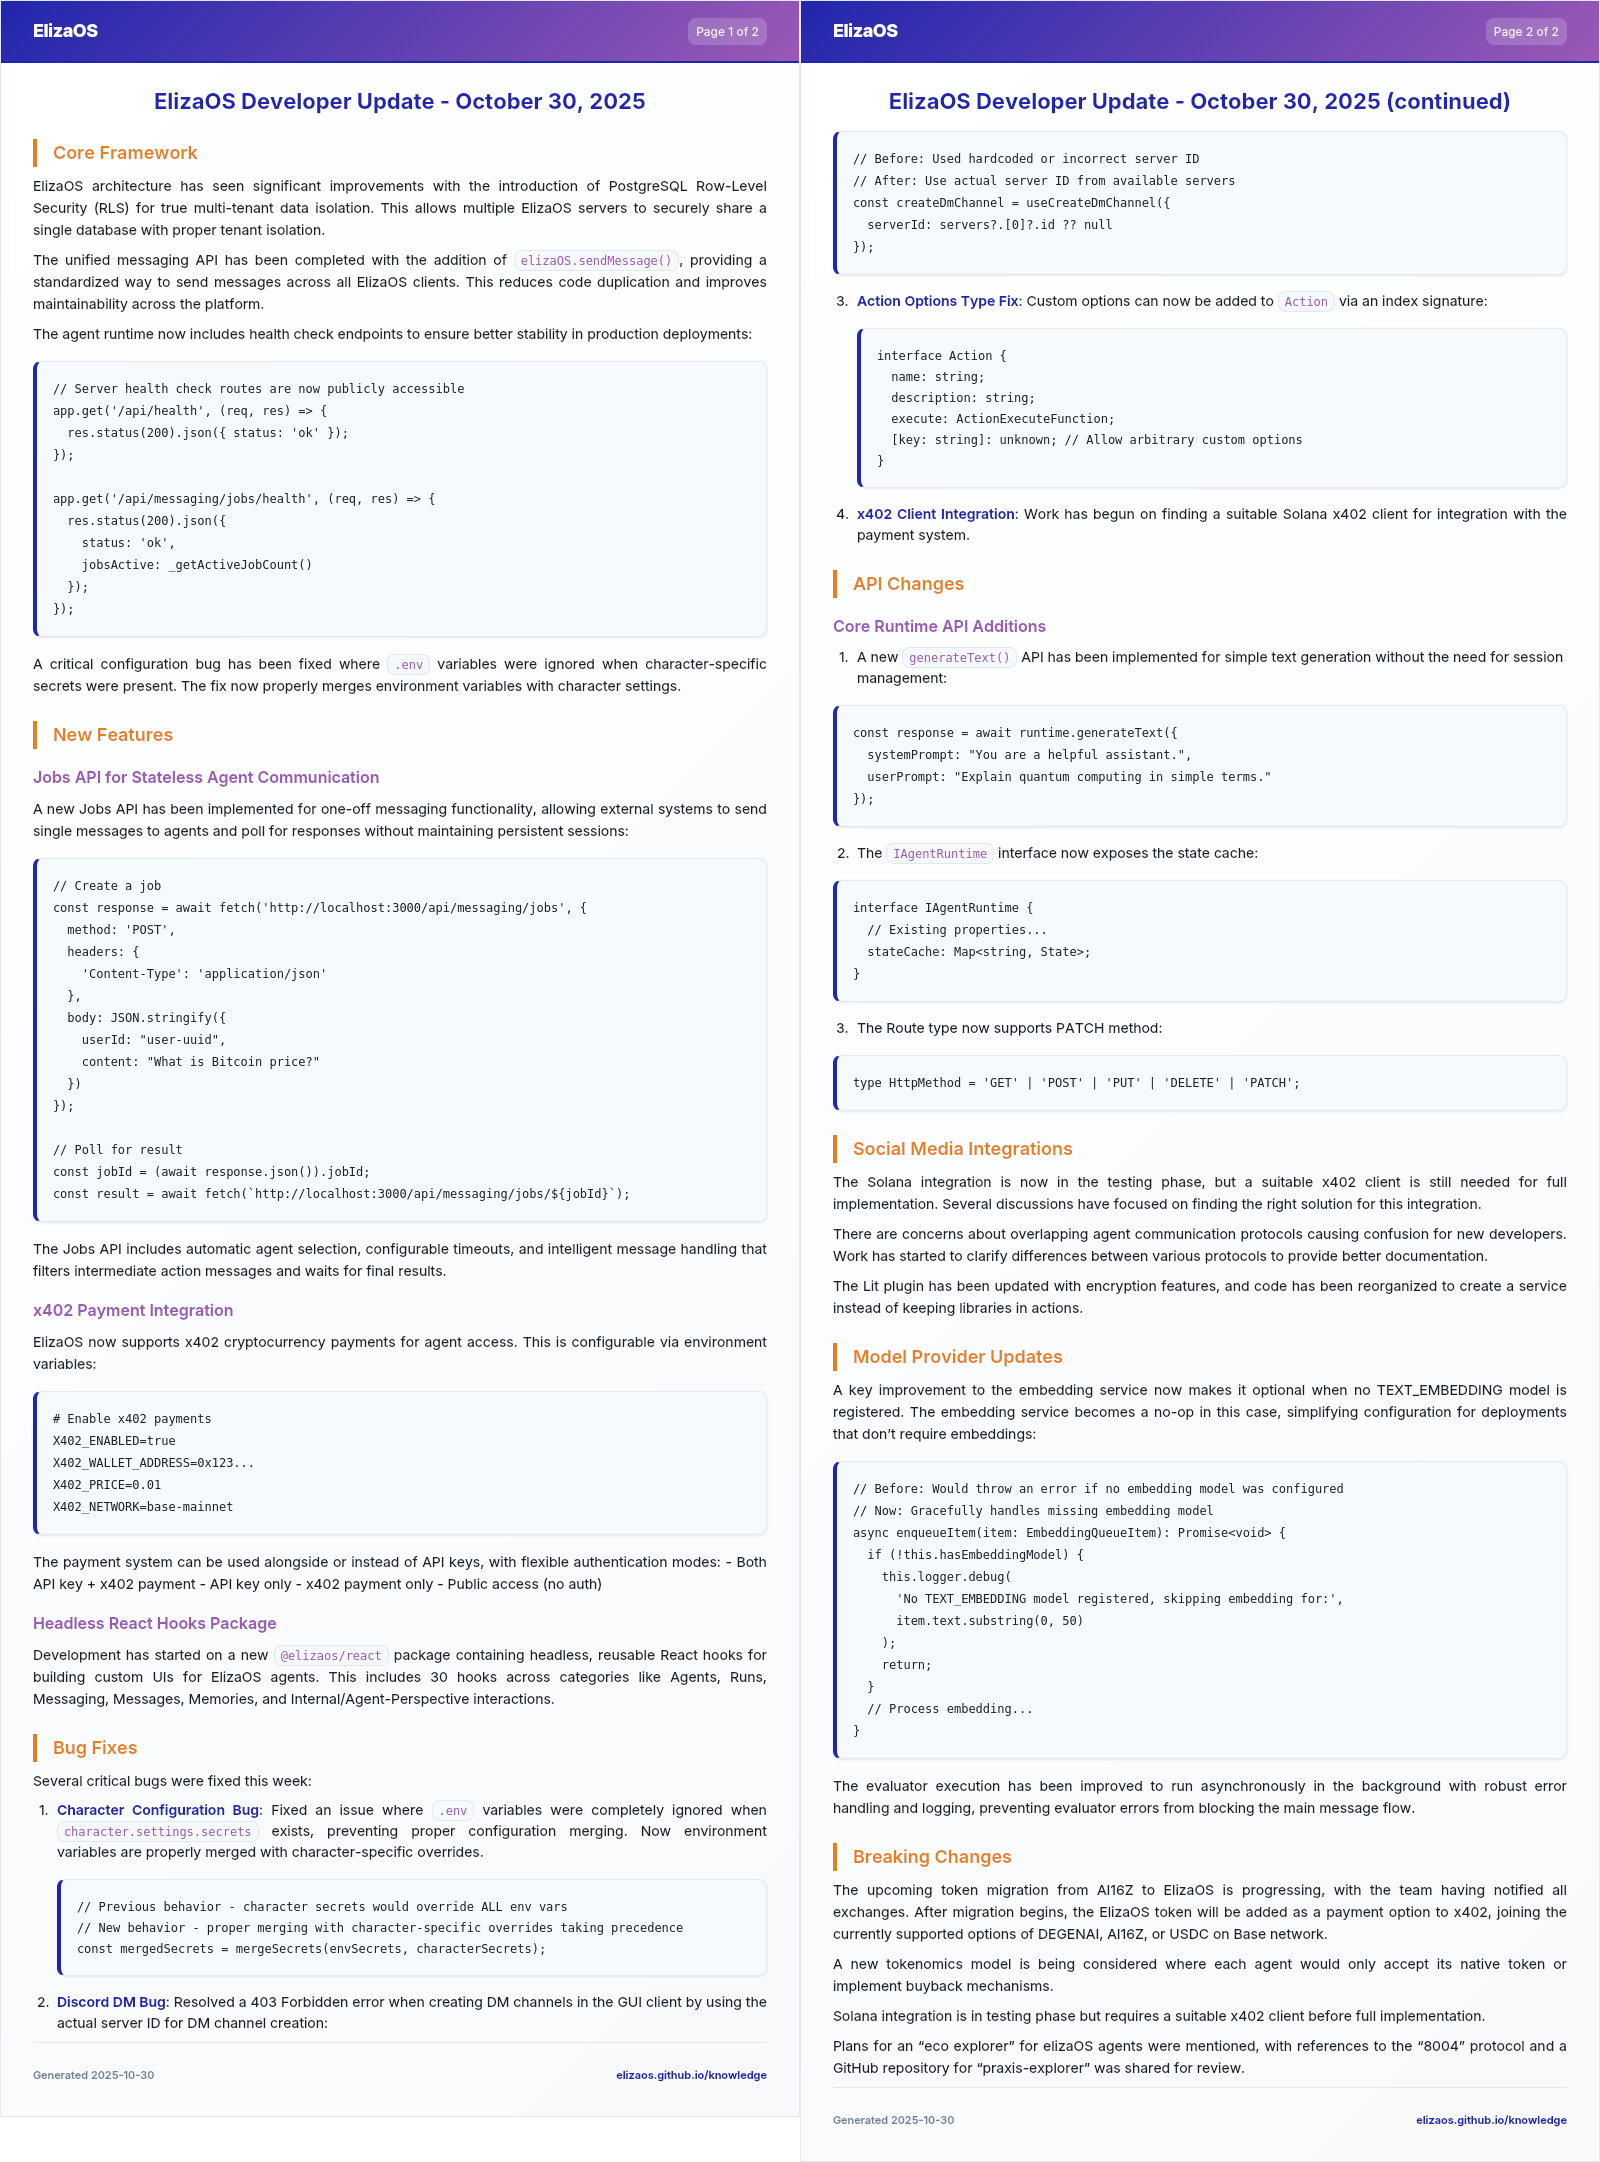 ElizaOS
Page 1 of 2
ElizaOS Developer Update - October 30, 2025
Core Framework
ElizaOS architecture has seen significant improvements with the introduction of PostgreSQL Row-Level
Security (RLS) for true multi-tenant data isolation. This allows multiple ElizaOS servers to securely share a
single database with proper tenant isolation.
The unified messaging API has been completed with the addition of elizaOS.sendMessage(), providing a
standardized way to send messages across all ElizaOS clients. This reduces code duplication and improves
maintainability across the platform.
The agent runtime now includes health check endpoints to ensure better stability in production deployments:
// Server health check routes are now publicly accessible
app.get('/api/health', (req, res) => {
  res.status(200).json({ status: 'ok' });
});
app.get('/api/messaging/jobs/health', (req, res) => {
  res.status(200).json({
    status: 'ok',
    jobsActive: _getActiveJobCount()
  });
});
A critical configuration bug has been fixed where .env variables were ignored when character-specific
secrets were present. The fix now properly merges environment variables with character settings.
New Features
Jobs API for Stateless Agent Communication
A new Jobs API has been implemented for one-off messaging functionality, allowing external systems to send
single messages to agents and poll for responses without maintaining persistent sessions:
// Create a job
const response = await fetch('http://localhost:3000/api/messaging/jobs', {
  method: 'POST',
  headers: {
    'Content-Type': 'application/json'
  },
  body: JSON.stringify({
    userId: "user-uuid",
    content: "What is Bitcoin price?"
  })
});
// Poll for result
const jobId = (await response.json()).jobId;
const result = await fetch(`http://localhost:3000/api/messaging/jobs/${jobId}`);
The Jobs API includes automatic agent selection, configurable timeouts, and intelligent message handling that
filters intermediate action messages and waits for final results.
x402 Payment Integration
ElizaOS now supports x402 cryptocurrency payments for agent access. This is configurable via environment
variables:
# Enable x402 payments
X402_ENABLED=true
X402_WALLET_ADDRESS=0x123...
X402_PRICE=0.01
X402_NETWORK=base-mainnet
The payment system can be used alongside or instead of API keys, with flexible authentication modes: - Both
API key + x402 payment - API key only - x402 payment only - Public access (no auth)
Headless React Hooks Package
Development has started on a new @elizaos/react package containing headless, reusable React hooks for
building custom UIs for ElizaOS agents. This includes 30 hooks across categories like Agents, Runs,
Messaging, Messages, Memories, and Internal/Agent-Perspective interactions.
Bug Fixes
Several critical bugs were fixed this week:
1. Character Configuration Bug: Fixed an issue where .env variables were completely ignored when
character.settings.secrets exists, preventing proper configuration merging. Now environment
variables are properly merged with character-specific overrides.
// Previous behavior - character secrets would override ALL env vars
// New behavior - proper merging with character-specific overrides taking precedence
const mergedSecrets = mergeSecrets(envSecrets, characterSecrets);
2. Discord DM Bug: Resolved a 403 Forbidden error when creating DM channels in the GUI client by using the
actual server ID for DM channel creation:
Generated 2025-10-30
elizaos.github.io/knowledge
ElizaOS
Page 2 of 2
ElizaOS Developer Update - October 30, 2025 (continued)
// Before: Used hardcoded or incorrect server ID
// After: Use actual server ID from available servers
const createDmChannel = useCreateDmChannel({
  serverId: servers?.[0]?.id ?? null
});
3. Action Options Type Fix: Custom options can now be added to Action via an index signature:
interface Action {
  name: string;
  description: string;
  execute: ActionExecuteFunction;
  [key: string]: unknown; // Allow arbitrary custom options
}
4. x402 Client Integration: Work has begun on finding a suitable Solana x402 client for integration with the
payment system.
API Changes
Core Runtime API Additions
1. A new generateText() API has been implemented for simple text generation without the need for session
management:
const response = await runtime.generateText({
  systemPrompt: "You are a helpful assistant.",
  userPrompt: "Explain quantum computing in simple terms."
});
2. The IAgentRuntime interface now exposes the state cache:
interface IAgentRuntime {
  // Existing properties...
  stateCache: Map<string, State>;
}
3. The Route type now supports PATCH method:
type HttpMethod = 'GET' | 'POST' | 'PUT' | 'DELETE' | 'PATCH';
Social Media Integrations
The Solana integration is now in the testing phase, but a suitable x402 client is still needed for full
implementation. Several discussions have focused on finding the right solution for this integration.
There are concerns about overlapping agent communication protocols causing confusion for new developers.
Work has started to clarify differences between various protocols to provide better documentation.
The Lit plugin has been updated with encryption features, and code has been reorganized to create a service
instead of keeping libraries in actions.
Model Provider Updates
A key improvement to the embedding service now makes it optional when no TEXT_EMBEDDING model is
registered. The embedding service becomes a no-op in this case, simplifying configuration for deployments
that don’t require embeddings:
// Before: Would throw an error if no embedding model was configured
// Now: Gracefully handles missing embedding model
async enqueueItem(item: EmbeddingQueueItem): Promise<void> {
  if (!this.hasEmbeddingModel) {
    this.logger.debug(
      'No TEXT_EMBEDDING model registered, skipping embedding for:',
      item.text.substring(0, 50)
    );
    return;
  }
  // Process embedding...
}
The evaluator execution has been improved to run asynchronously in the background with robust error
handling and logging, preventing evaluator errors from blocking the main message flow.
Breaking Changes
The upcoming token migration from AI16Z to ElizaOS is progressing, with the team having notified all
exchanges. After migration begins, the ElizaOS token will be added as a payment option to x402, joining the
currently supported options of DEGENAI, AI16Z, or USDC on Base network.
A new tokenomics model is being considered where each agent would only accept its native token or
implement buyback mechanisms.
Solana integration is in testing phase but requires a suitable x402 client before full implementation.
Plans for an “eco explorer” for elizaOS agents were mentioned, with references to the “8004” protocol and a
GitHub repository for “praxis-explorer” was shared for review.
Generated 2025-10-30
elizaos.github.io/knowledge